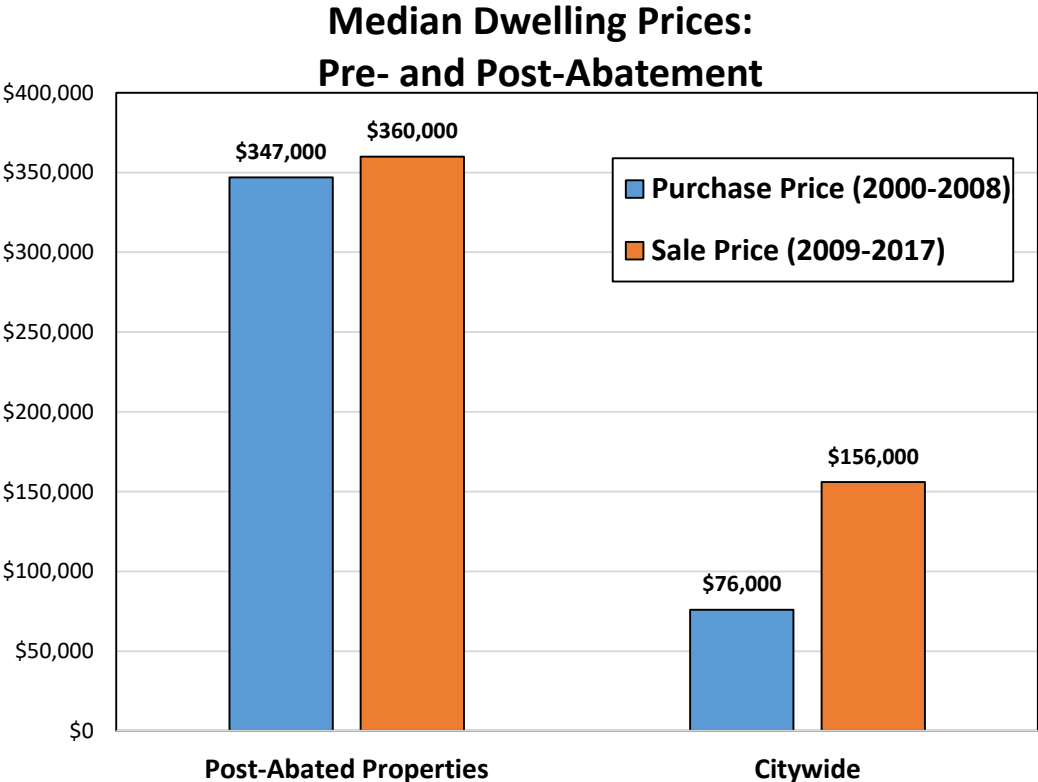 Median Dwelling Prices:
Pre- and Post-Abatement
$400,000
$350,000
$300,000
$250,000
$200,000
$150,000
$100,000
$50,000
$0
$347,000
$360,000
$76,000
$156,000
Purchase Price (2000-2008)
Sale Price (2009-2017)
Post-Abated Properties
Citywide